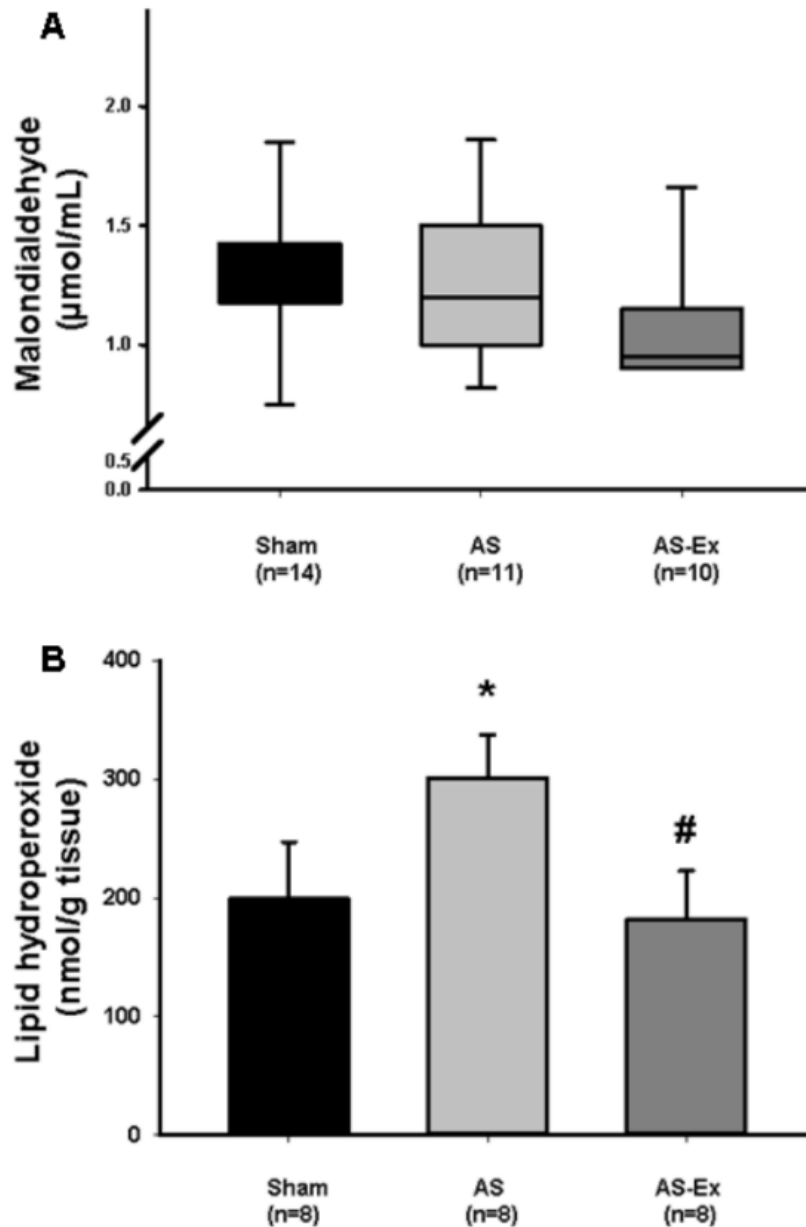 A
Malondialdehyde
(µmol/mL)
2.0
1.5
1.0
0.5
0.0
Sham
(n=14)
AS
(n=11)
AS-Ex
(n=10)
B
Lipid hydroperoxide
(nmol/g tissue)
400
300
200
100
0
*
#
Sham
(n=8)
AS
(n=8)
AS-Ex
(n=8)